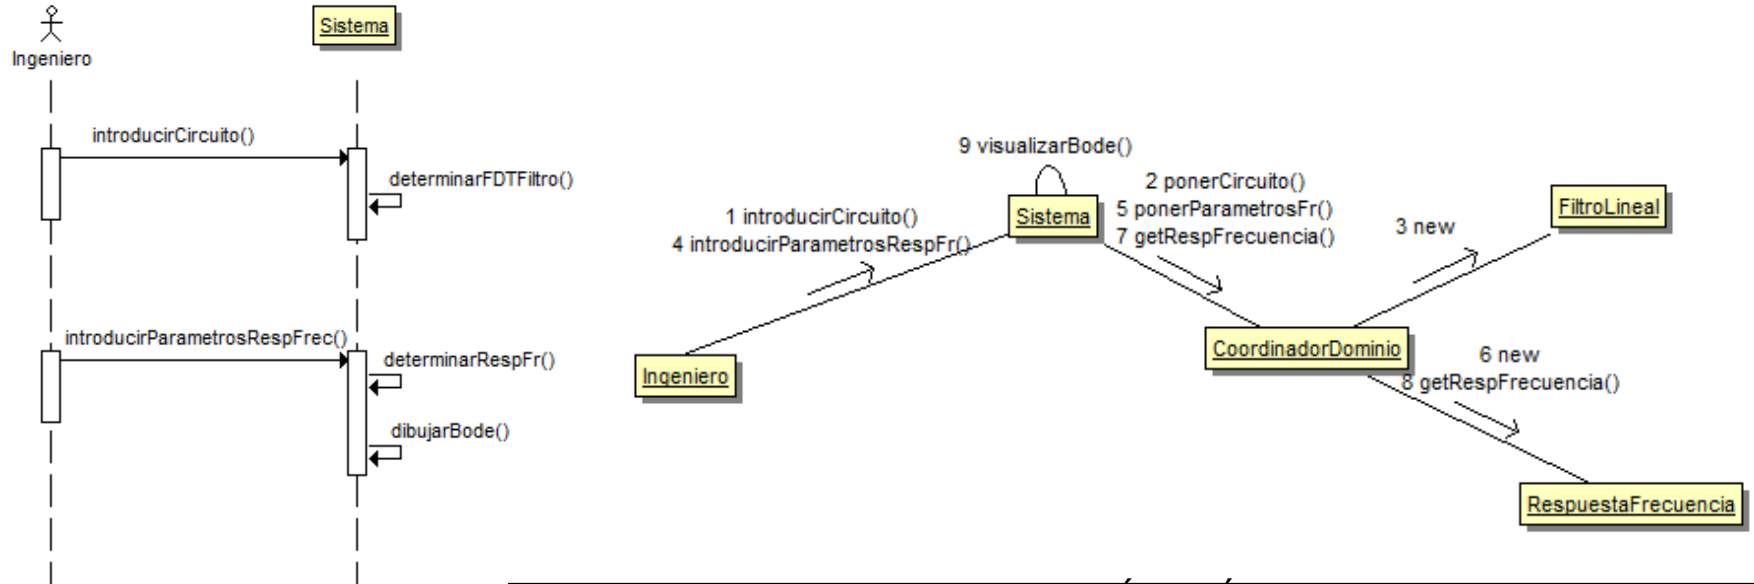 Ingeniero
Sistema
introducirCircuito()
determinarFDTFiltro()
introducirParametrosRespFrec()
determinarRespFr()
dibujarBode()
9 visualizarBode()
Sistema
1 introducirCircuito()
4 introducirParametrosRespFr()
2 ponerCircuito()
5 ponerParametrosFr()
7 getRespFrecuencia()
3 new
FiltroLineal
Ingeniero
CoordinadorDominio
6 new
8 getRespFrecuencia()
RespuestaFrecuencia